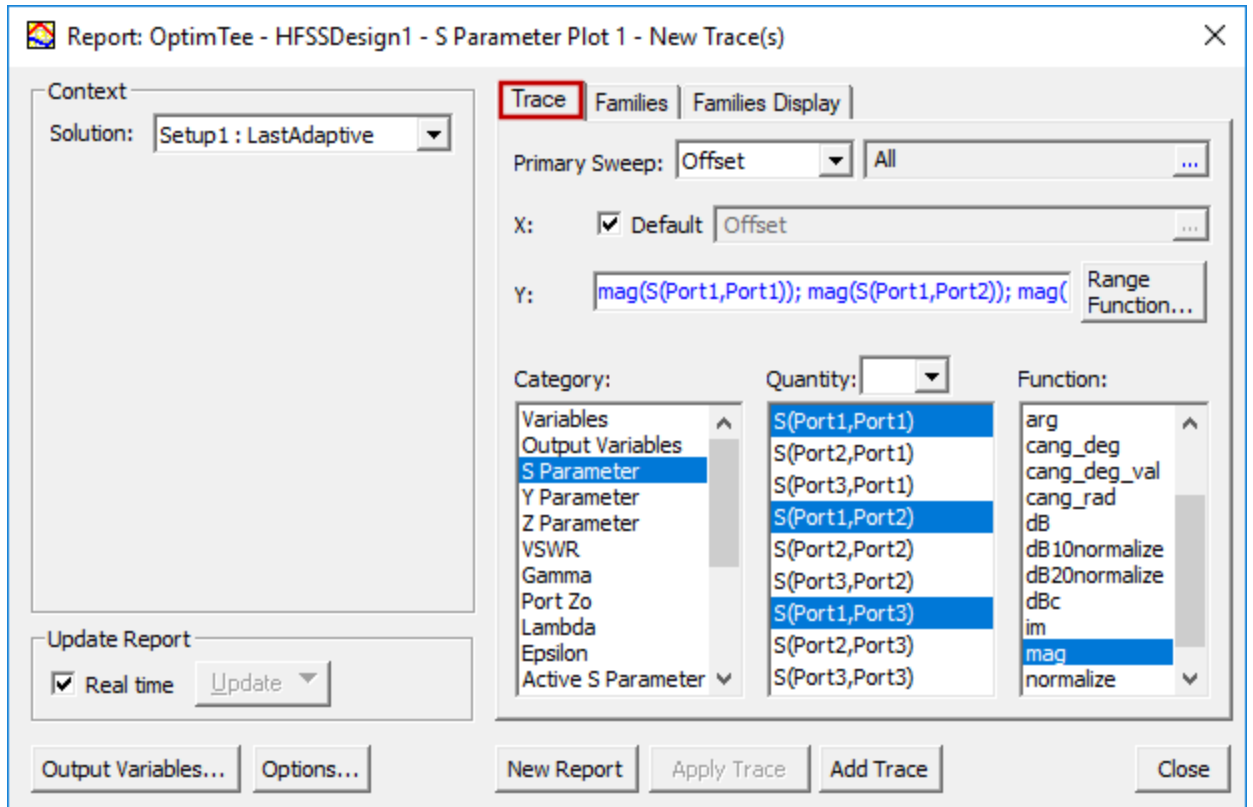 Report: OptimTee - HFSSDesign1 - S Parameter Plot 1 - New Trace(s)
Context
Solution: Setup1 : LastAdaptive
Update Report
Real time Update
Output Variables... Options...
Trace Families Families Display
Primary Sweep: Offset All ...
X: Default Offset ...
Y: mag(S(Port1,Port1)); mag(S(Port1,Port2)); mag( Range Function...
Category:
Variables
Output Variables
S Parameter
Y Parameter
Z Parameter
VSWR
Gamma
Port Zo
Lambda
Epsilon
Active S Parameter
Quantity:
S(Port1,Port1)
S(Port2,Port1)
S(Port3,Port1)
S(Port1,Port2)
S(Port2,Port2)
S(Port3,Port2)
S(Port1,Port3)
S(Port2,Port3)
S(Port3,Port3)
Function:
arg
cang_deg
cang_deg_val
cang_rad
dB
dB10normalize
dB20normalize
dBc
im
mag
normalize
New Report Apply Trace Add Trace Close